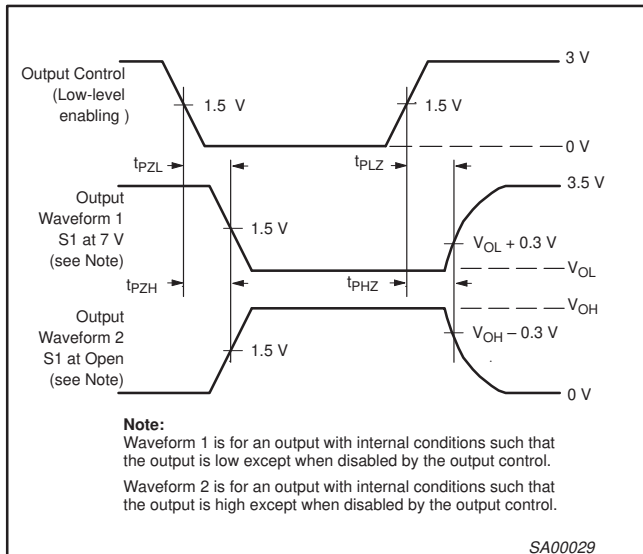 Output Control
(Low-level
enabling )
1.5 V
1.5 V
3 V
0 V
tPZL
tPLZ
Output
Waveform 1
S1 at 7 V
(see Note)
1.5 V
3.5 V
VOL + 0.3 V
VOL
tPZH
tPHZ
VOH
Output
Waveform 2
S1 at Open
(see Note)
1.5 V
VOH – 0.3 V
0 V
Note:
Waveform 1 is for an output with internal conditions such that
the output is low except when disabled by the output control.
Waveform 2 is for an output with internal conditions such that
the output is high except when disabled by the output control.
SA00029